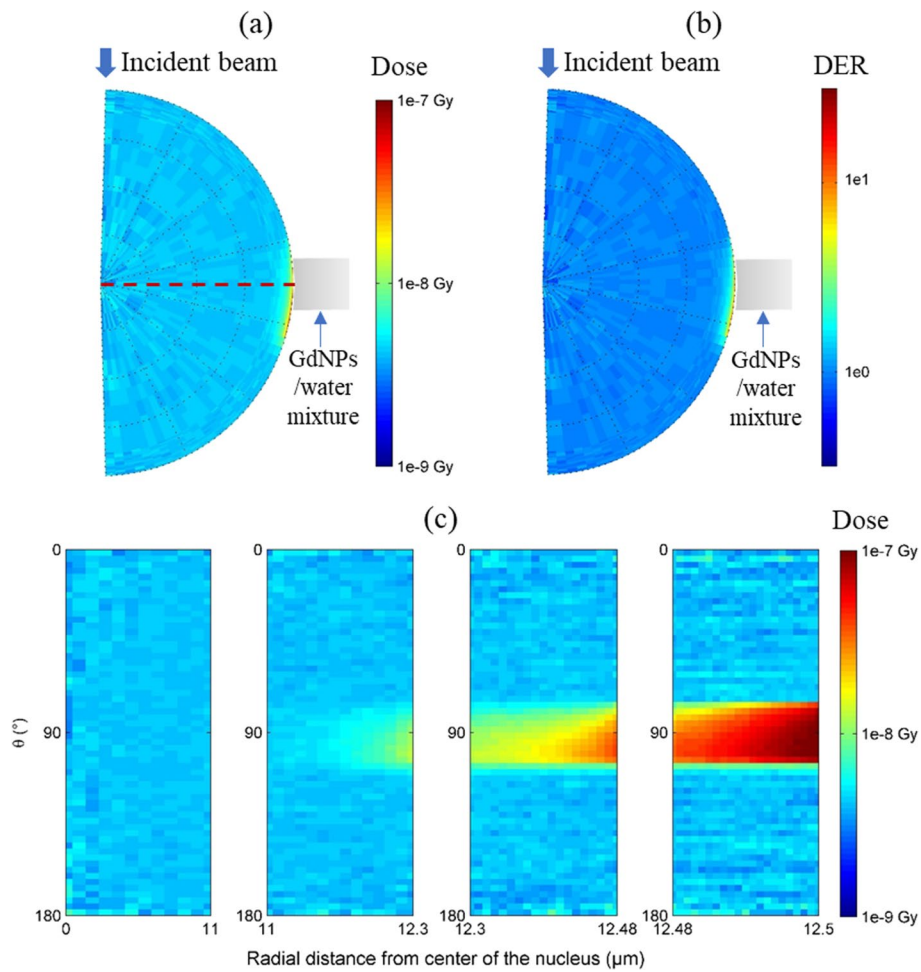 (a)
Incident beam
Dose
1e-7 Gy
1e-8 Gy
1e-9 Gy
GdNPs
/water
mixture
(b)
Incident beam
DER
1e1
1e0
GdNPs
/water
mixture
(c)
Dose
0
90
180
θ (°)
0
11
0
90
180
11
12.3
0
90
180
12.3
12.48
0
90
180
12.48
12.5
1e-7 Gy
1e-8 Gy
1e-9 Gy
Radial distance from center of the nucleus (μm)